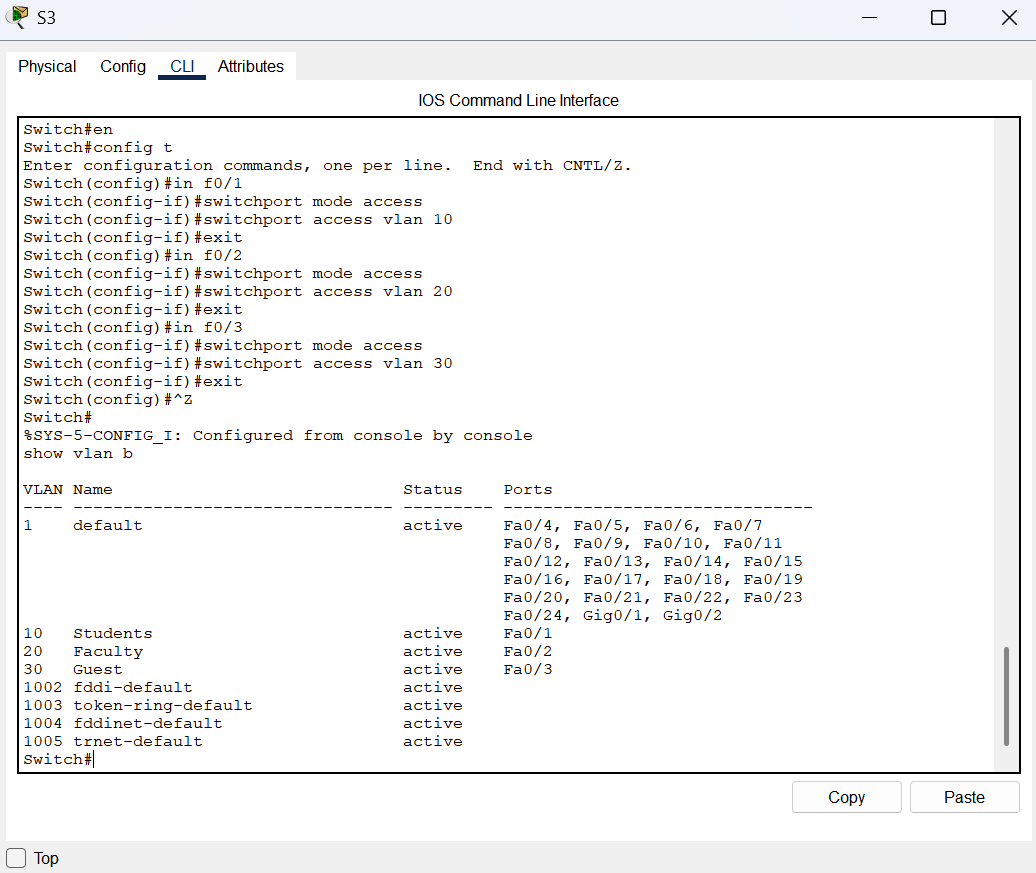 S3
Physical Config CLI Attributes
IOS Command Line Interface
Switch#en
Switch#config t
Enter configuration commands, one per line.  End with CNTL/Z.
Switch(config)#in f0/1
Switch(config-if)#switchport mode access
Switch(config-if)#switchport access vlan 10
Switch(config-if)#exit
Switch(config)#in f0/2
Switch(config-if)#switchport mode access
Switch(config-if)#switchport access vlan 20
Switch(config-if)#exit
Switch(config)#in f0/3
Switch(config-if)#switchport mode access
Switch(config-if)#switchport access vlan 30
Switch(config-if)#exit
Switch(config)#^Z
Switch#
%SYS-5-CONFIG_I: Configured from console by console
show vlan b
VLAN Name                             Status    Ports
---- -------------------------------- --------- -------------------------------
1    default                          active    Fa0/4, Fa0/5, Fa0/6, Fa0/7
                                                Fa0/8, Fa0/9, Fa0/10, Fa0/11
                                                Fa0/12, Fa0/13, Fa0/14, Fa0/15
                                                Fa0/16, Fa0/17, Fa0/18, Fa0/19
                                                Fa0/20, Fa0/21, Fa0/22, Fa0/23
                                                Fa0/24, Gig0/1, Gig0/2
10   Students                         active    Fa0/1
20   Faculty                          active    Fa0/2
30   Guest                            active    Fa0/3
1002 fddi-default                     active
1003 token-ring-default               active
1004 fddinet-default                  active
1005 trnet-default                    active
Switch#
Copy Paste
Top